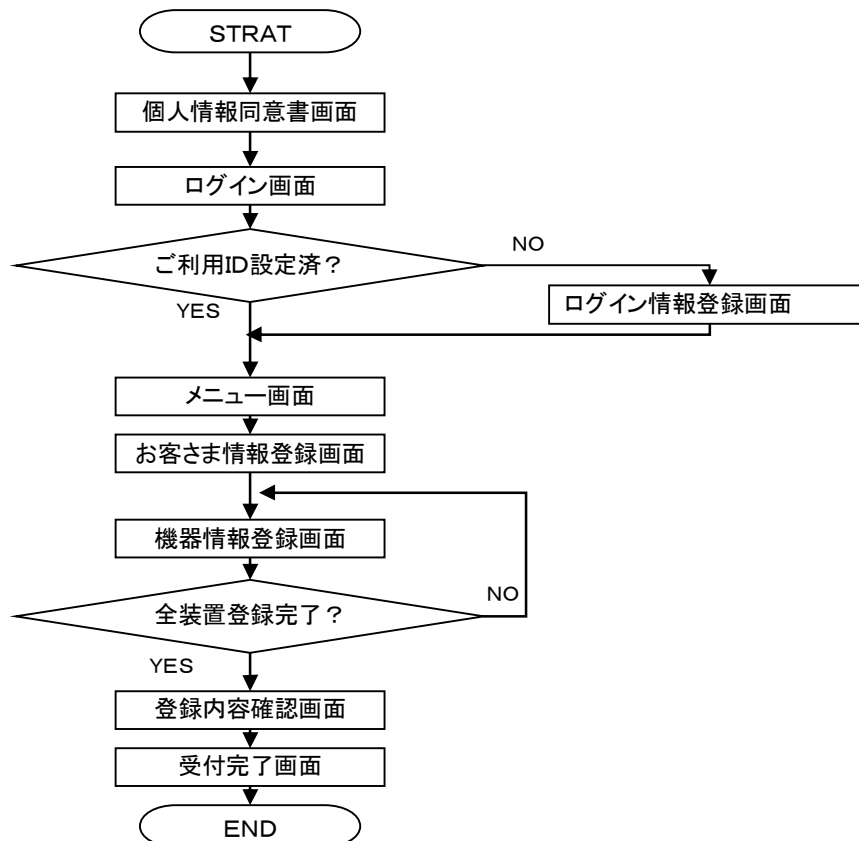 STRAT
個人情報同意書画面
ログイン画面
ご利用ID設定済？
NO
YES
ログイン情報登録画面
メニュー画面
お客さま情報登録画面
機器情報登録画面
全装置登録完了？
NO
YES
登録内容確認画面
受付完了画面
END